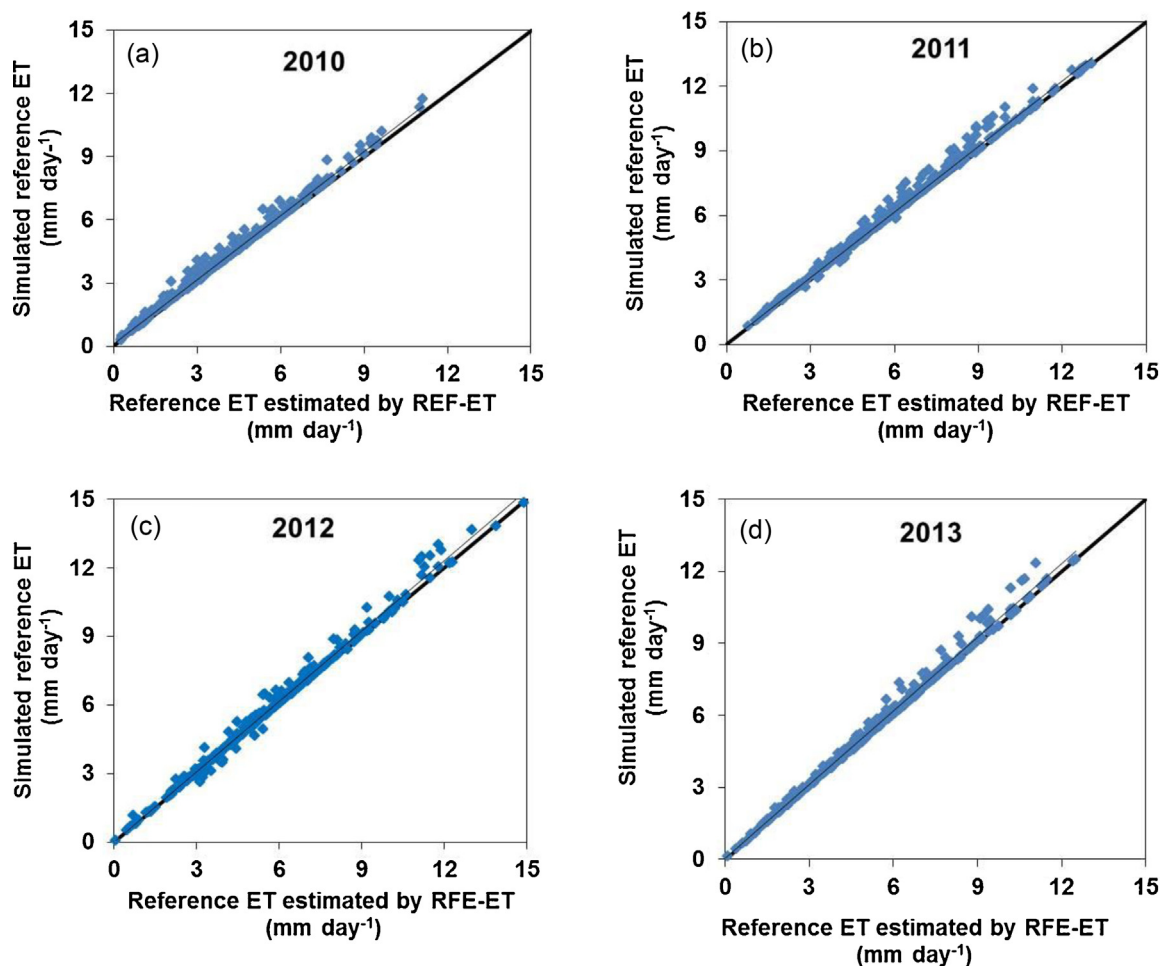 (a)
2010
Simulated reference ET
(mm day-1)
15
12
9
6
3
0
0 3 6 9 12 15
Reference ET estimated by REF-ET
(mm day-1)
(b)
2011
Simulated reference ET
(mm day-1)
15
12
9
6
3
0
0 3 6 9 12 15
Reference ET estimated by REF-ET
(mm day-1)
(c)
2012
Simulated reference ET
(mm day-1)
15
12
9
6
3
0
0 3 6 9 12 15
Reference ET estimated by RFE-ET
(mm day-1)
(d)
2013
Simulated reference ET
(mm day-1)
15
12
9
6
3
0
0 3 6 9 12 15
Reference ET estimated by RFE-ET
(mm day-1)